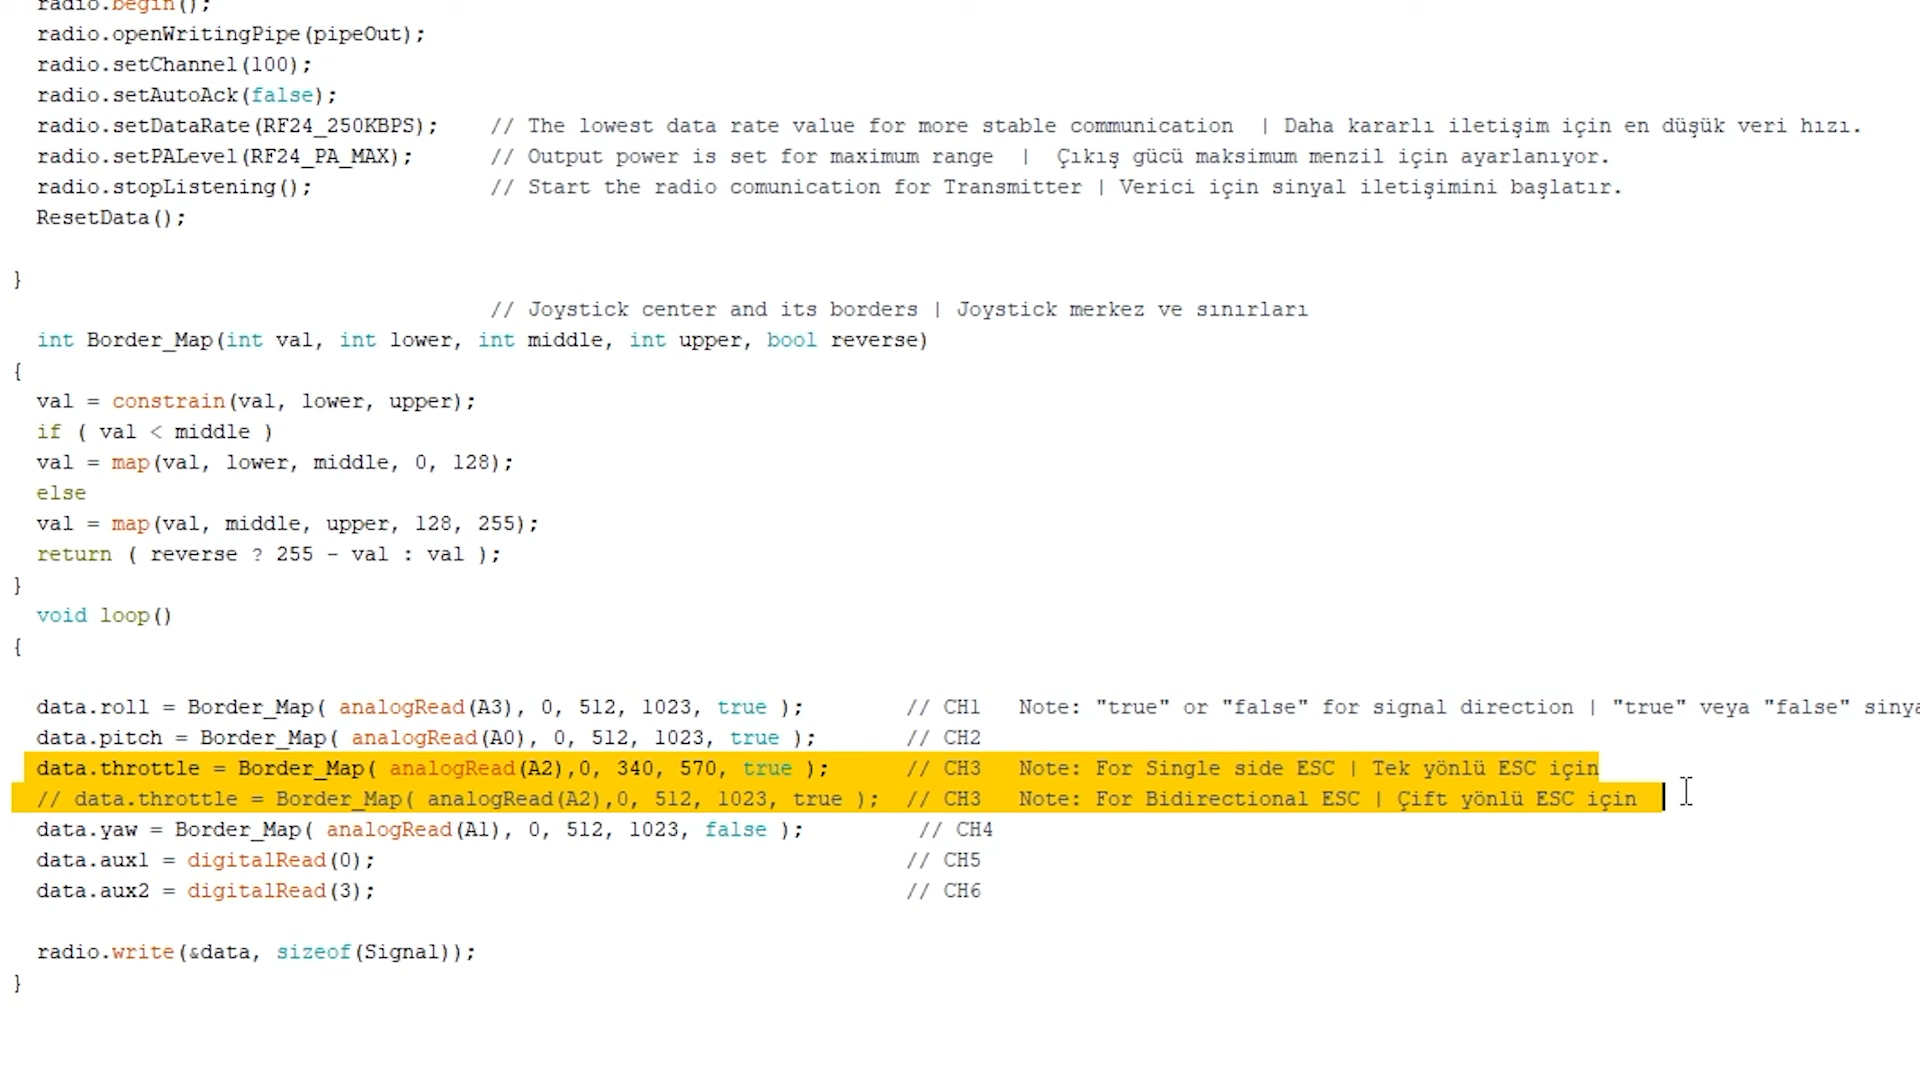 radio.begin();
radio.openWritingPipe(pipeOut);
radio.setChannel(100);
radio.setAutoAck(false);
radio.setDataRate(RF24_250KBPS);    // The lowest data rate value for more stable communication  | Daha kararlı iletişim için en düşük veri hızı.
radio.setPALevel(RF24_PA_MAX);      // Output power is set for maximum range  |  Çıkış gücü maksimum menzil için ayarlanıyor.
radio.stopListening();              // Start the radio comunication for Transmitter | Verici için sinyal iletişimini başlatır.
ResetData();
}
// Joystick center and its borders | Joystick merkez ve sınırları
int Border_Map(int val, int lower, int middle, int upper, bool reverse)
{
val = constrain(val, lower, upper);
if ( val < middle )
val = map(val, lower, middle, 0, 128);
else
val = map(val, middle, upper, 128, 255);
return ( reverse ? 255 - val : val );
}
void loop()
{
data.roll = Border_Map( analogRead(A3), 0, 512, 1023, true );        // CH1   Note: "true" or "false" for signal direction | "true" veya "false" sinya
data.pitch = Border_Map( analogRead(A0), 0, 512, 1023, true );       // CH2
data.throttle = Border_Map( analogRead(A2),0, 340, 570, true );      // CH3   Note: For Single side ESC | Tek yönlü ESC için
// data.throttle = Border_Map( analogRead(A2),0, 512, 1023, true );  // CH3   Note: For Bidirectional ESC | Çift yönlü ESC için
data.yaw = Border_Map( analogRead(A1), 0, 512, 1023, false );         // CH4
data.aux1 = digitalRead(0);                                          // CH5
data.aux2 = digitalRead(3);                                          // CH6
radio.write(&data, sizeof(Signal));
}